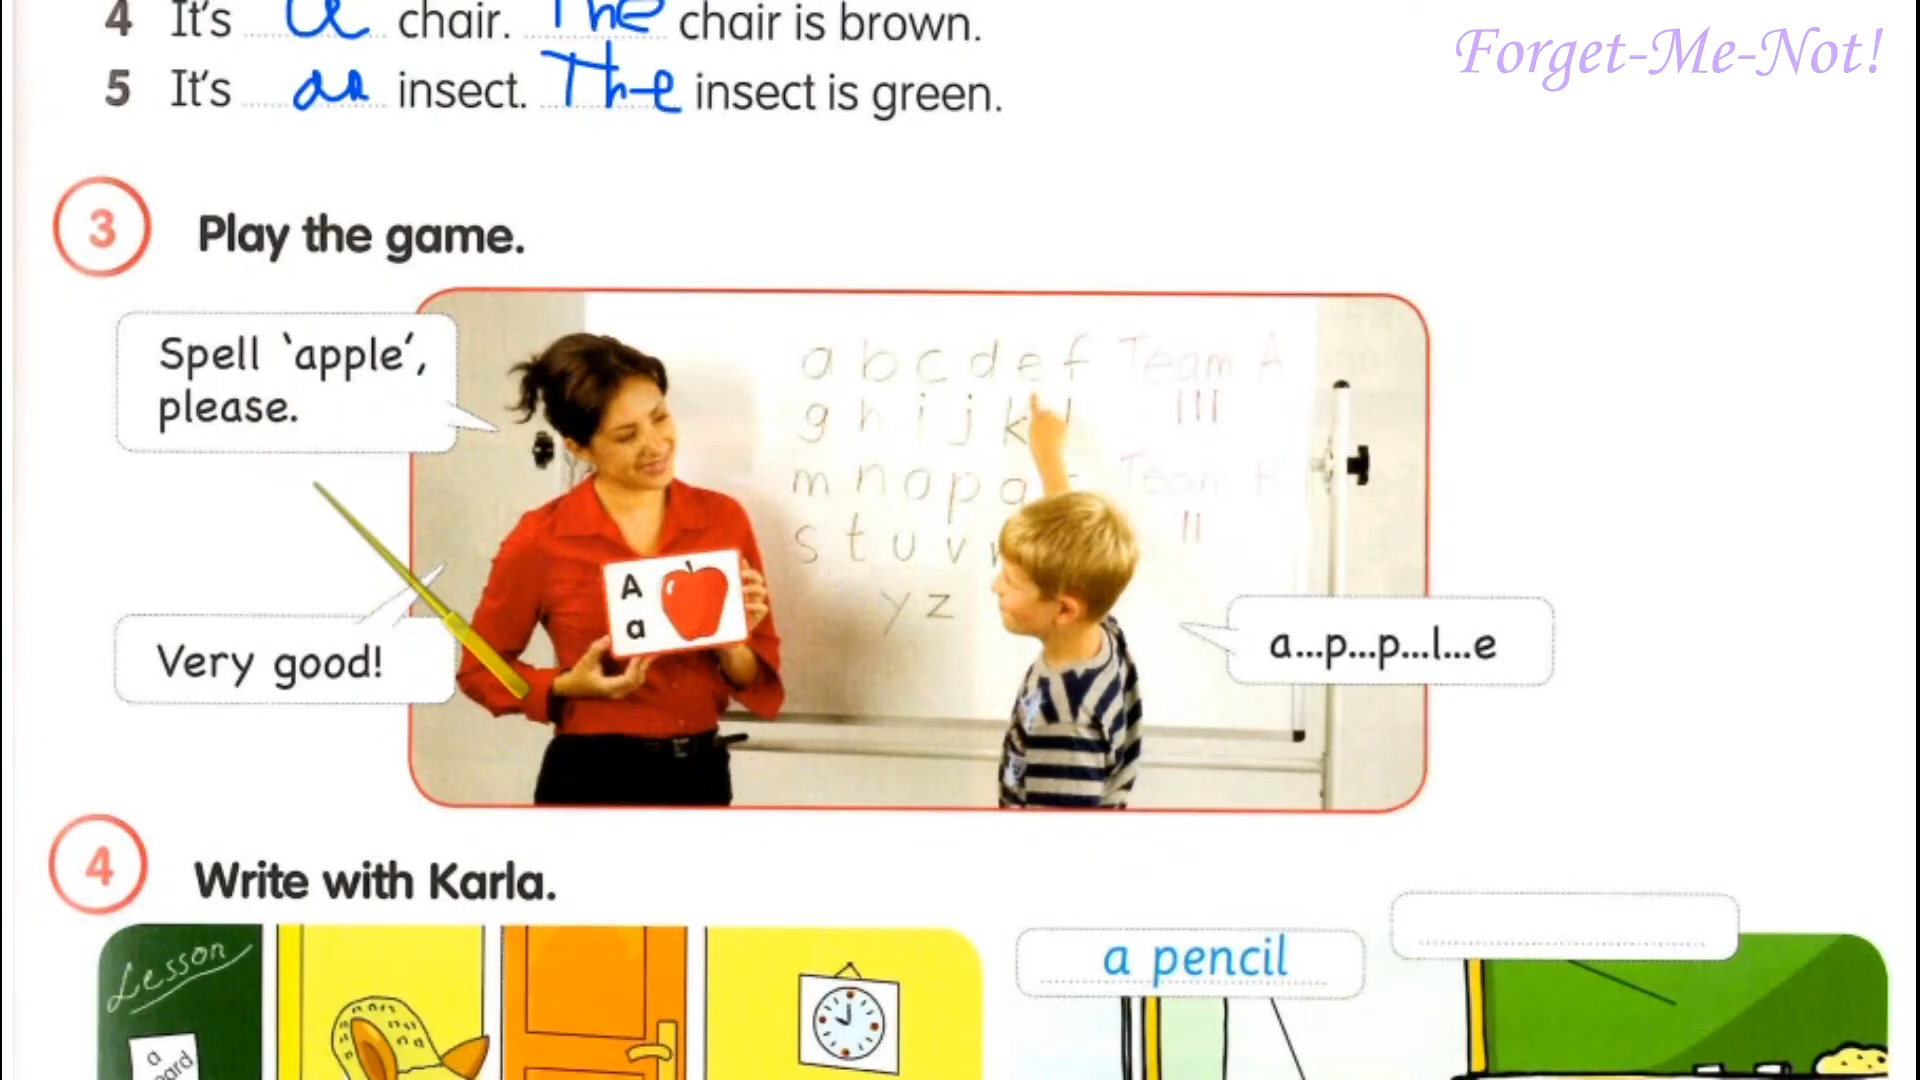 4 It's a chair. The chair is brown.
5 It's an insect. The insect is green.
Forget-Me-Not!
3 Play the game.
Spell 'apple', please.
a b c d e f Team A
g h i j k l
m n o p q
s t u v
y z
Team B
A
a
Very good!
a...p...p...l...e
4 Write with Karla.
Lesson
a
a pencil